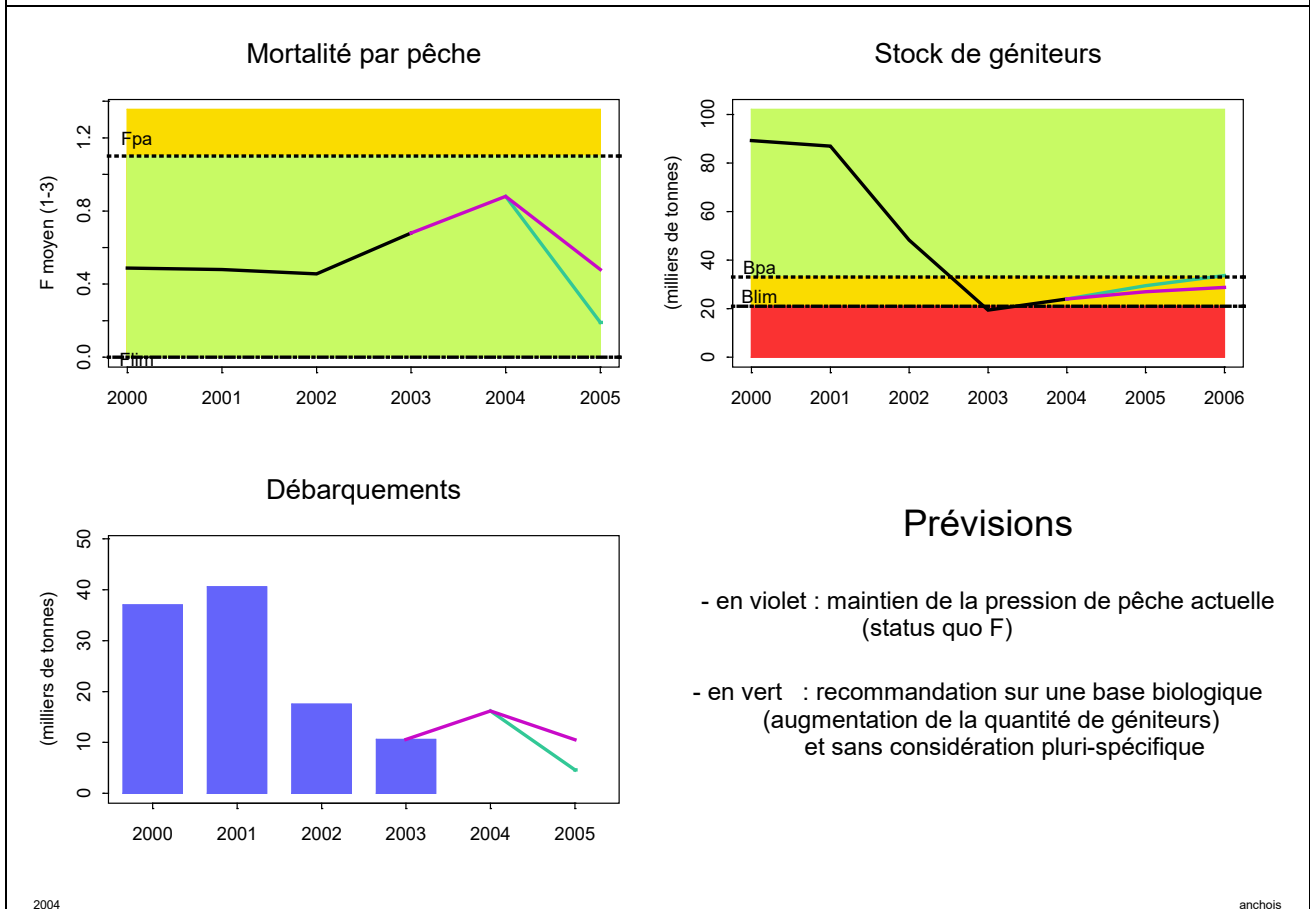 Mortalité par pêche
F moyen (1-3)
0.0 0.4 0.8 1.2
Fpa
Flim
2000 2001 2002 2003 2004 2005
Stock de géniteurs
(milliers de tonnes)
0 20 40 60 80 100
Bpa
Blim
2000 2001 2002 2003 2004 2005 2006
Débarquements
(milliers de tonnes)
0 10 20 30 40 50
2000 2001 2002 2003 2004 2005
Prévisions
- en violet : maintien de la pression de pêche actuelle
(status quo F)
- en vert : recommandation sur une base biologique
(augmentation de la quantité de géniteurs)
et sans considération pluri-spécifique
2004
anchois